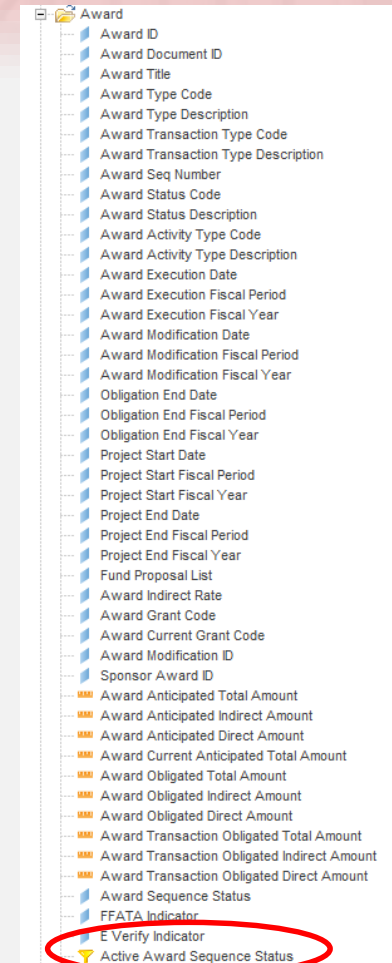 Award
Award ID
Award Document ID
Award Title
Award Type Code
Award Type Description
Award Transaction Type Code
Award Transaction Type Description
Award Seq Number
Award Status Code
Award Status Description
Award Activity Type Code
Award Activity Type Description
Award Execution Date
Award Execution Fiscal Period
Award Execution Fiscal Year
Award Modification Date
Award Modification Fiscal Period
Award Modification Fiscal Year
Obligation End Date
Obligation End Fiscal Period
Obligation End Fiscal Year
Project Start Date
Project Start Fiscal Period
Project Start Fiscal Year
Project End Date
Project End Fiscal Period
Project End Fiscal Year
Fund Proposal List
Award Indirect Rate
Award Grant Code
Award Current Grant Code
Award Modification ID
Sponsor Award ID
Award Anticipated Total Amount
Award Anticipated Indirect Amount
Award Anticipated Direct Amount
Award Current Anticipated Total Amount
Award Obligated Total Amount
Award Obligated Indirect Amount
Award Obligated Direct Amount
Award Transaction Obligated Total Amount
Award Transaction Obligated Indirect Amount
Award Transaction Obligated Direct Amount
Award Sequence Status
FFATA Indicator
E Verify Indicator
Active Award Sequence Status